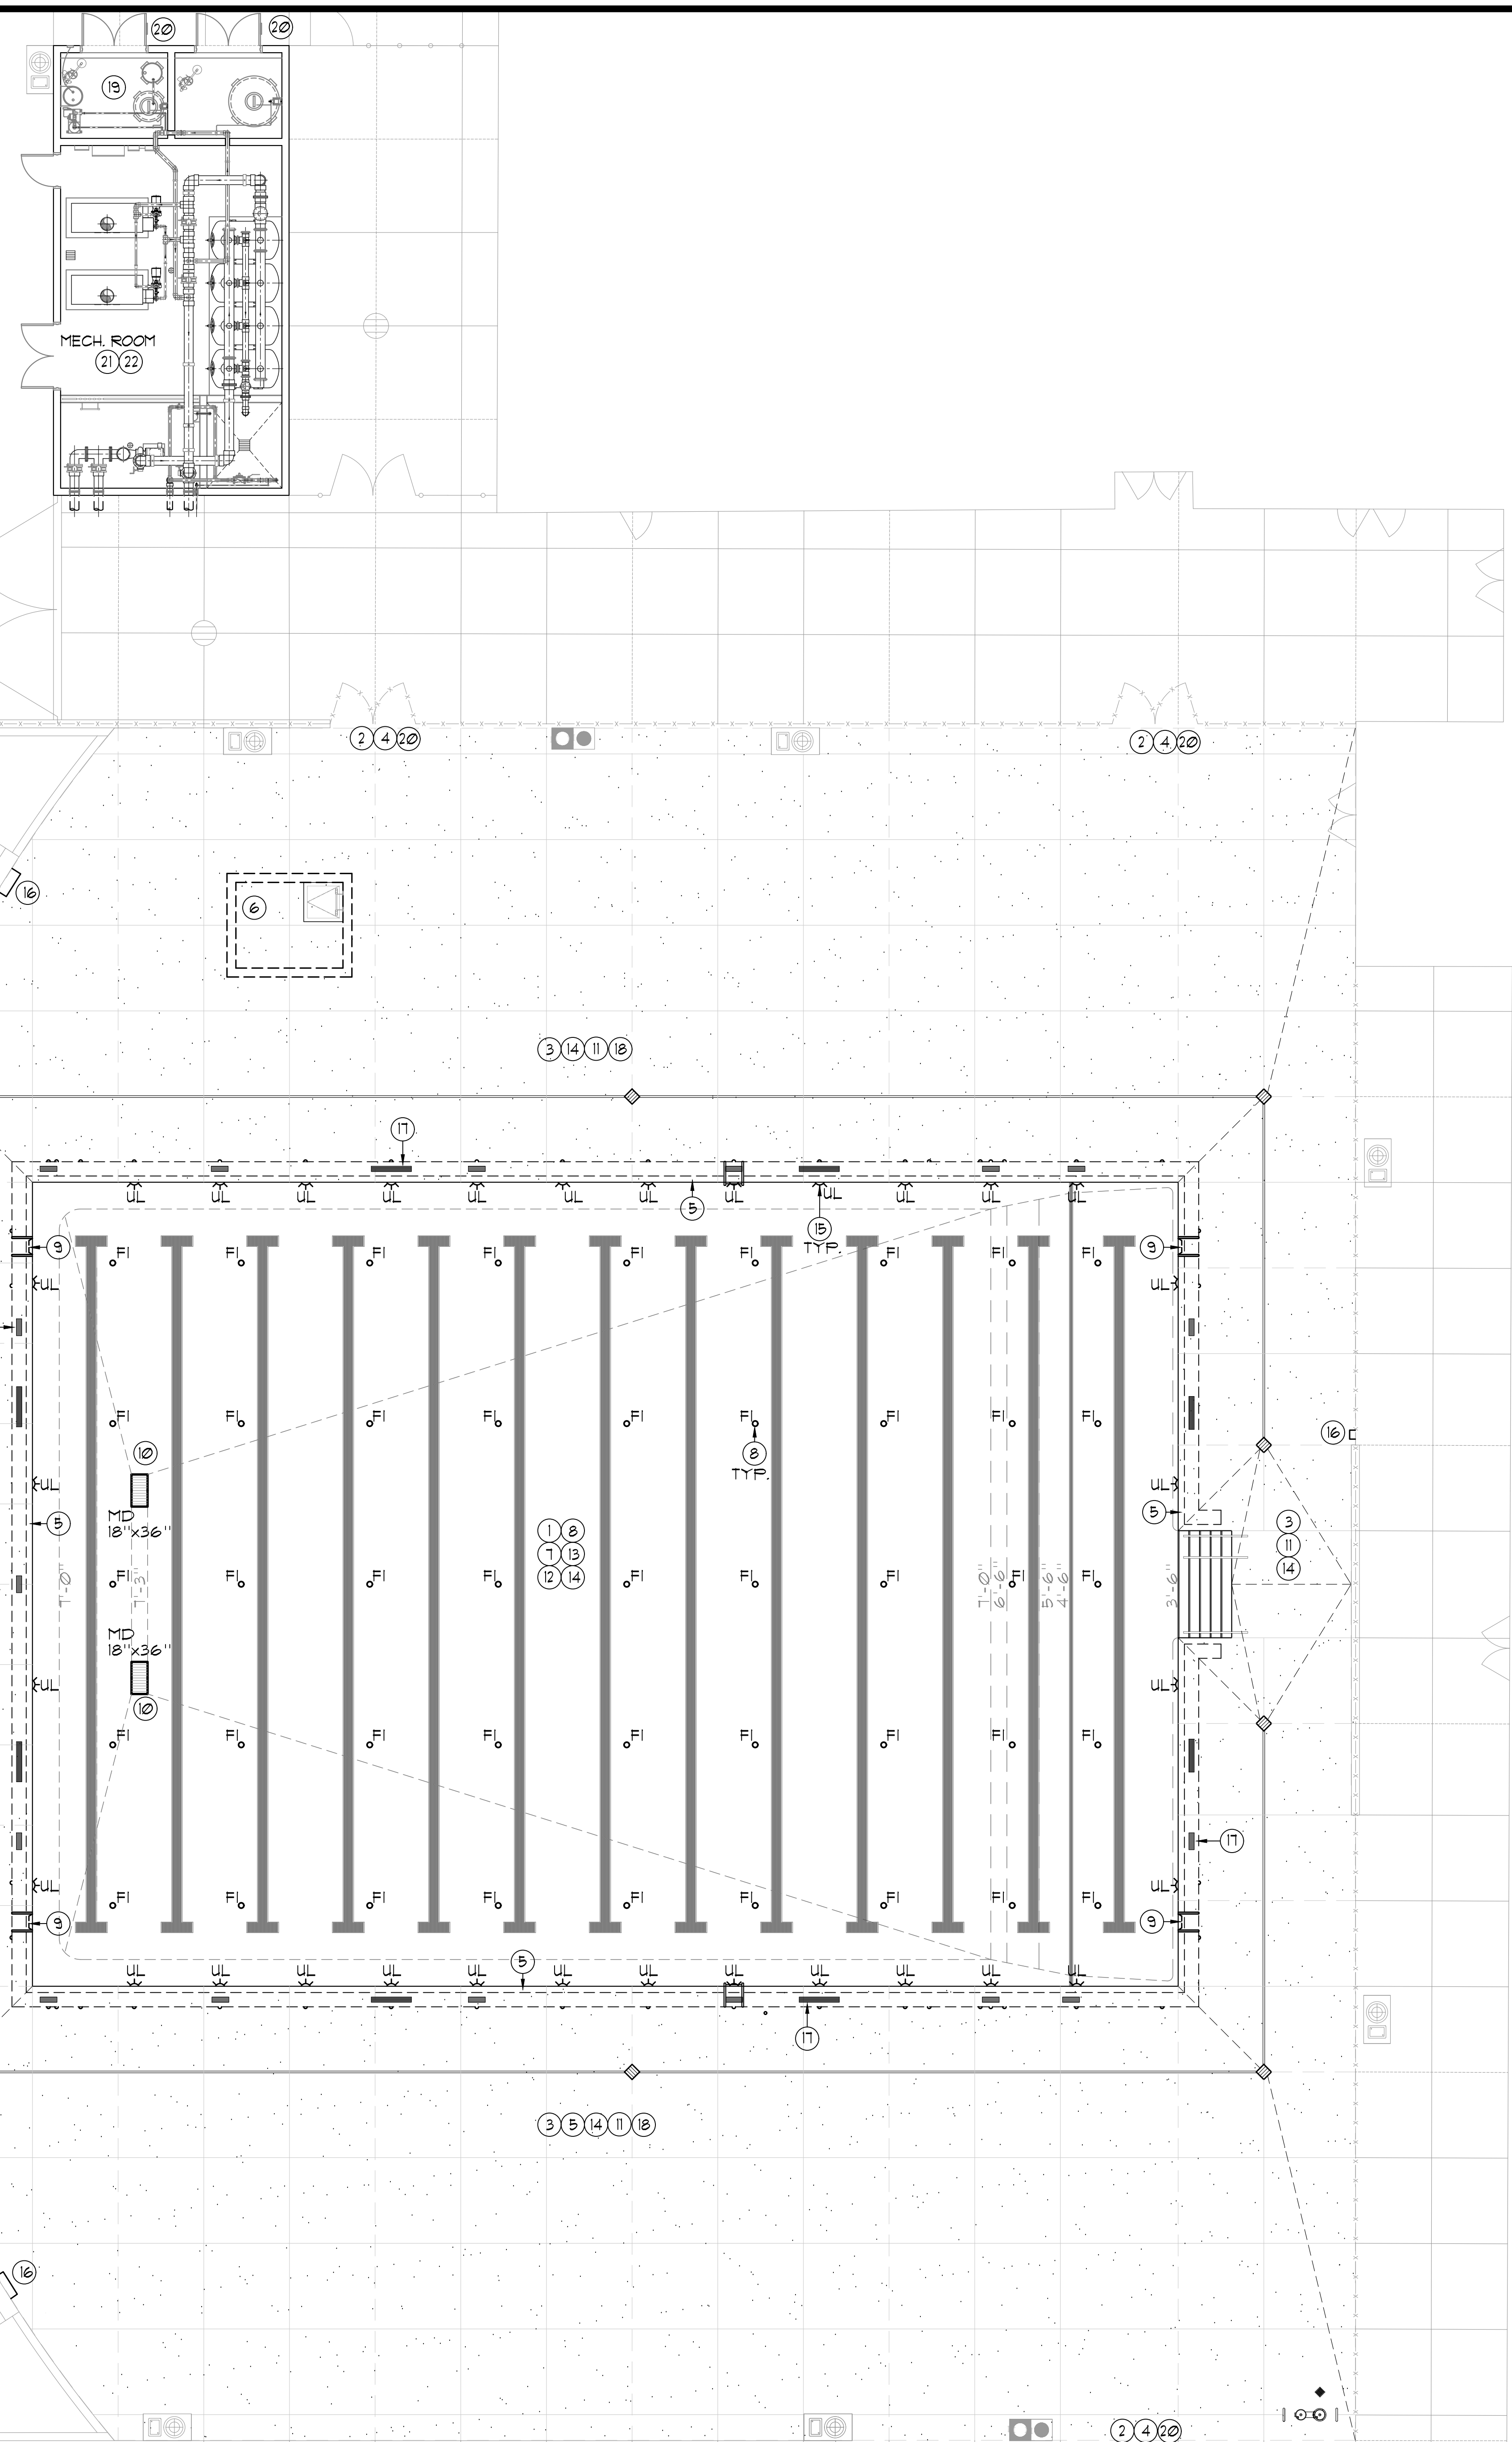 20 20
19
MECH. ROOM
21 22
2 4 20
2 4 20
16
6
3 14 11 18
17
UL UL UL UL UL UL UL UL UL UL UL UL
5
15
TYP.
9
9
FI FI FI FI FI FI FI FI FI
UL
UL
FI FI FI FI FI FI FI FI FI
16
10
8
TYP.
UL
UL
MD
18"x36"
5
5
1 8
7 13
12 14
3
11
14
7'-0"
7'-3"
7'-0"
6'-6"
5'-6"
4'-6"
3'-6"
FI FI FI FI FI FI FI FI FI
MD
18"x36"
UL
UL
10
FI FI FI FI FI FI FI FI FI
17
UL
UL
FI FI FI FI FI FI FI FI FI
9
9
5
UL UL UL UL UL UL UL UL UL UL UL UL
17
3 5 14 11 18
16
2 4 20